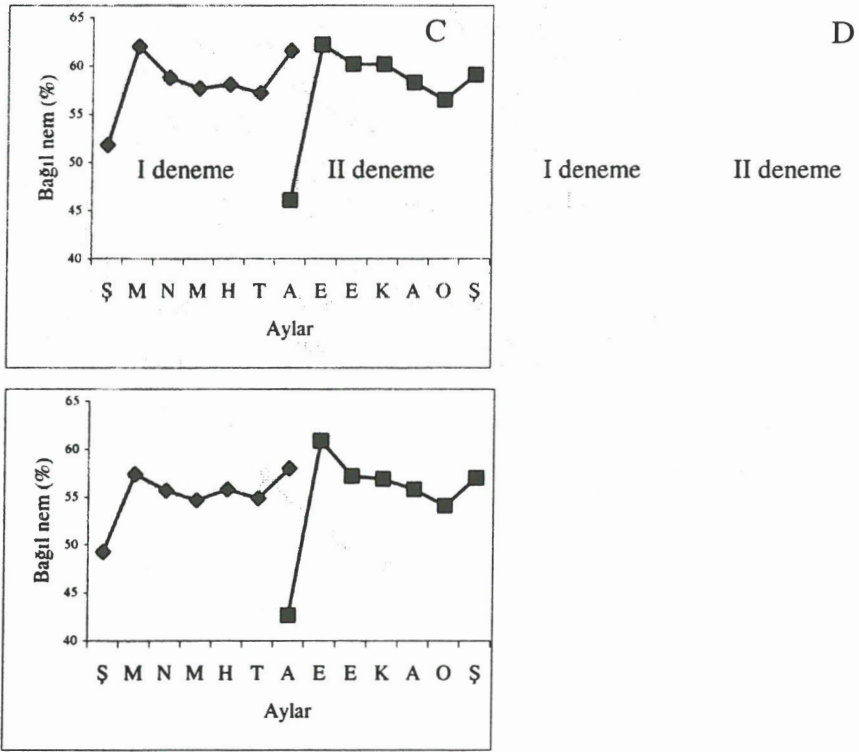 65
C
D
60
55
Bağıl nem (%)
50
I deneme
II deneme
I deneme
II deneme
45
40
Ş M N M H T A E E K A O Ş
Aylar
65
60
55
Bağıl nem (%)
50
45
40
Ş M N M H T A E E K A O Ş
Aylar